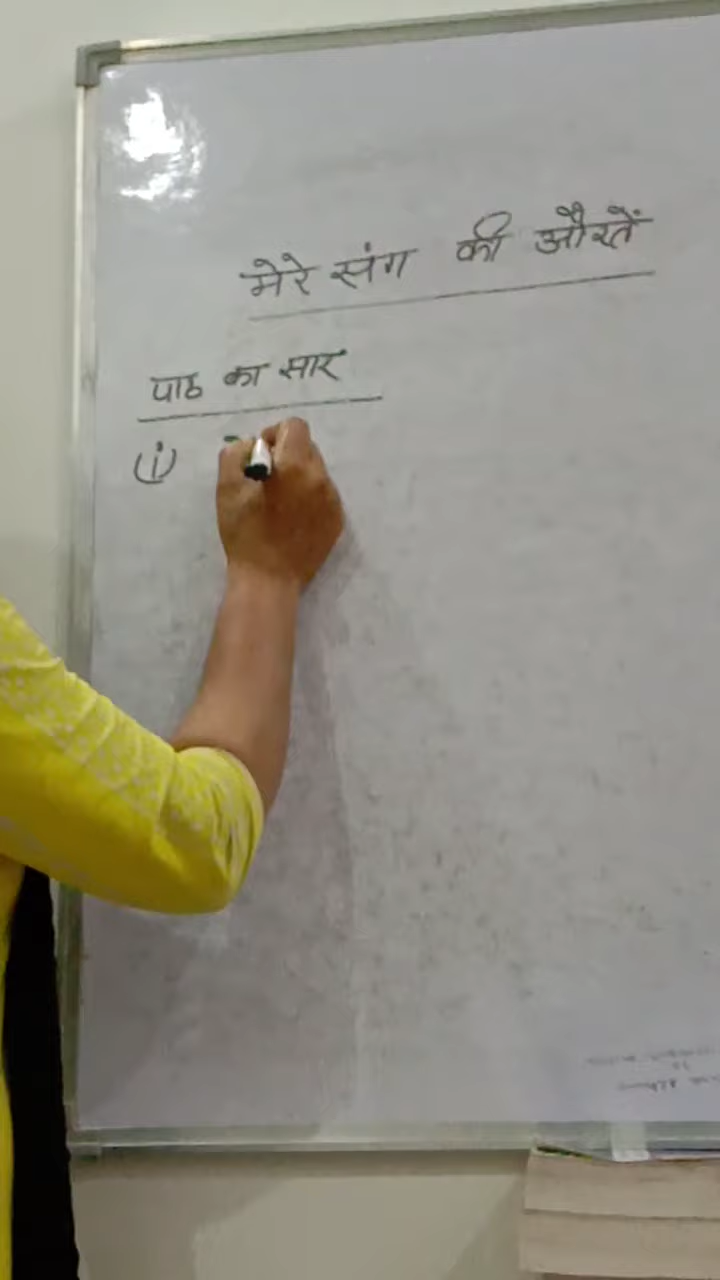 मेरे संग की औरतें
पाठ का सार
(i)